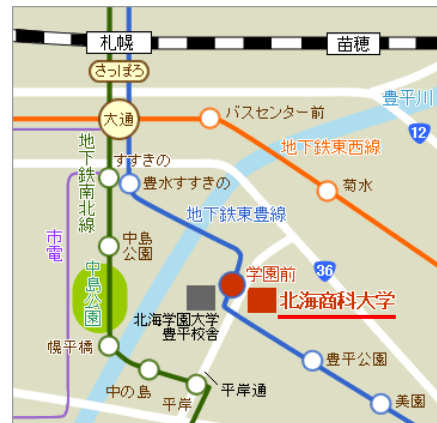 札幌
苗穂
さっぽろ
豊平川
大通
バスセンター前
12
地下鉄東西線
地下鉄南北線
すすきの
豊水すすきの
菊水
地下鉄東豊線
市電
中島
公園
学園前
36
中島公園
北海商科大学
北海学園大学
豊平校舎
幌平橋
豊平公園
中の島
平岸通
平岸
美園